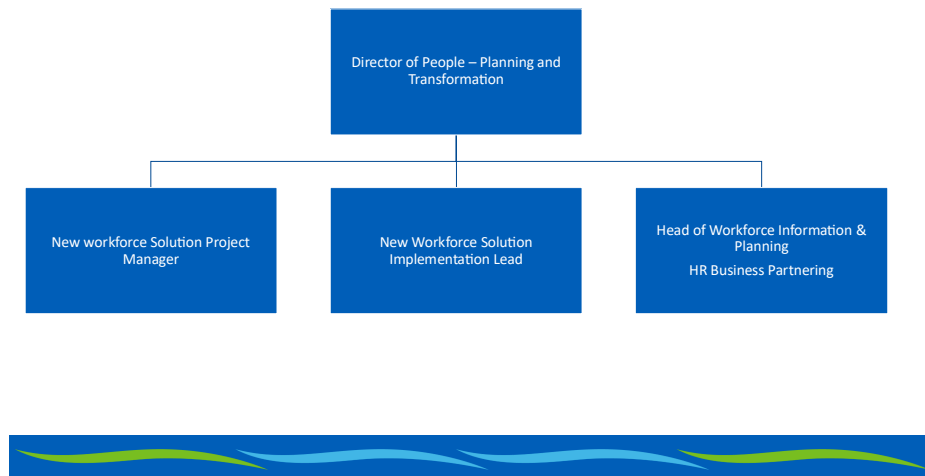 Director of People – Planning and
Transformation
New workforce Solution Project
Manager
New Workforce Solution
Implementation Lead
Head of Workforce Information &
Planning
HR Business Partnering